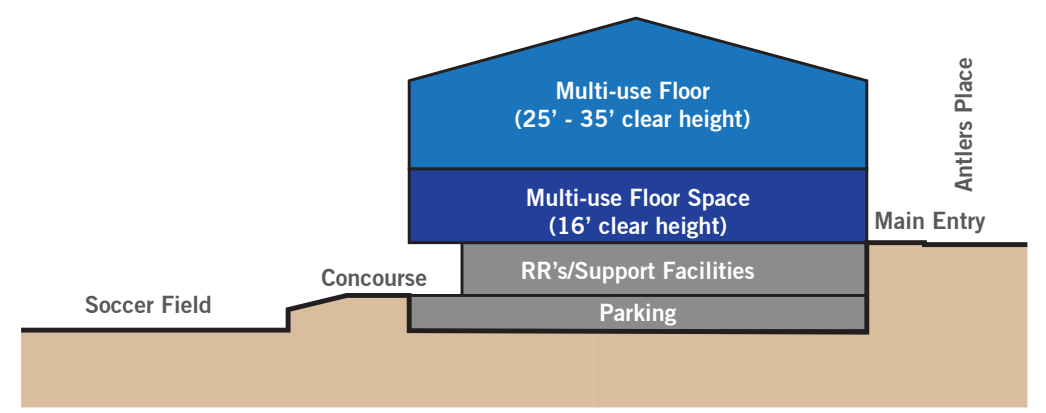 Multi-use Floor
(25’ - 35’ clear height)
Antlers Place
Multi-use Floor Space
(16’ clear height)
Main Entry
RR’s/Support Facilities
Concourse
Soccer Field
Parking